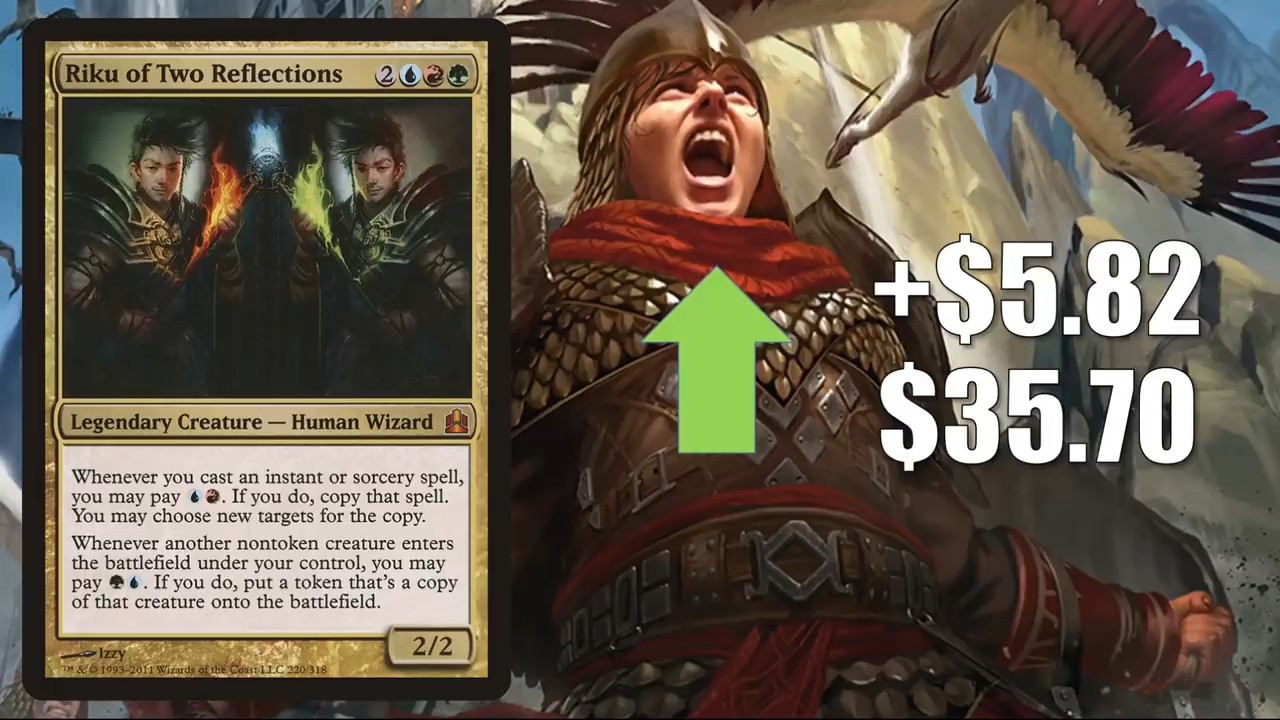 Riku of Two Reflections 2
Legendary Creature — Human Wizard
Whenever you cast an instant or sorcery spell,
you may pay . If you do, copy that spell.
You may choose new targets for the copy.
Whenever another nontoken creature enters
the battlefield under your control, you may
pay . If you do, put a token that's a copy
of that creature onto the battlefield.
2/2
Izzy
™ & © 1993–2011 Wizards of the Coast LLC 220/318
+$5.82
$35.70